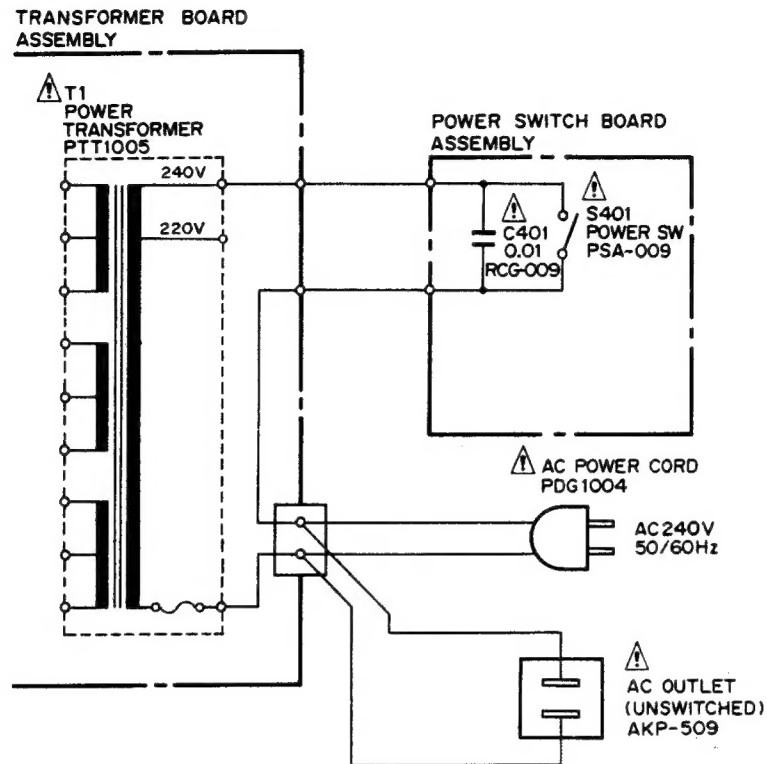 TRANSFORMER BOARD
ASSEMBLY
T1
POWER
TRANSFORMER
PTT1005
240V
220V
POWER SWITCH BOARD
ASSEMBLY
C401
0.01
RCG-009
S401
POWER SW
PSA-009
AC POWER CORD
PDG1004
AC240V
50/60Hz
AC OUTLET
(UNSWITCHED)
AKP-509